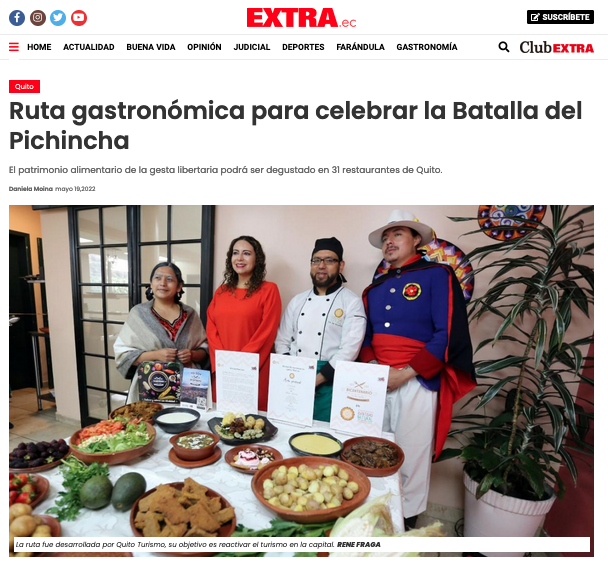 EXTRA.ec
SUSCRÍBETE
HOME ACTUALIDAD BUENA VIDA OPINIÓN JUDICIAL DEPORTES FARÁNDULA GASTRONOMÍA
Club EXTRA
Quito
Ruta gastronómica para celebrar la Batalla del
Pichincha
El patrimonio alimentario de la gesta libertaria podrá ser degustado en 31 restaurantes de Quito.
Daniela Moina mayo 19,2022
La ruta fue desarrollada por Quito Turismo, su objetivo es reactivar el turismo en la capital. RENE FRAGA